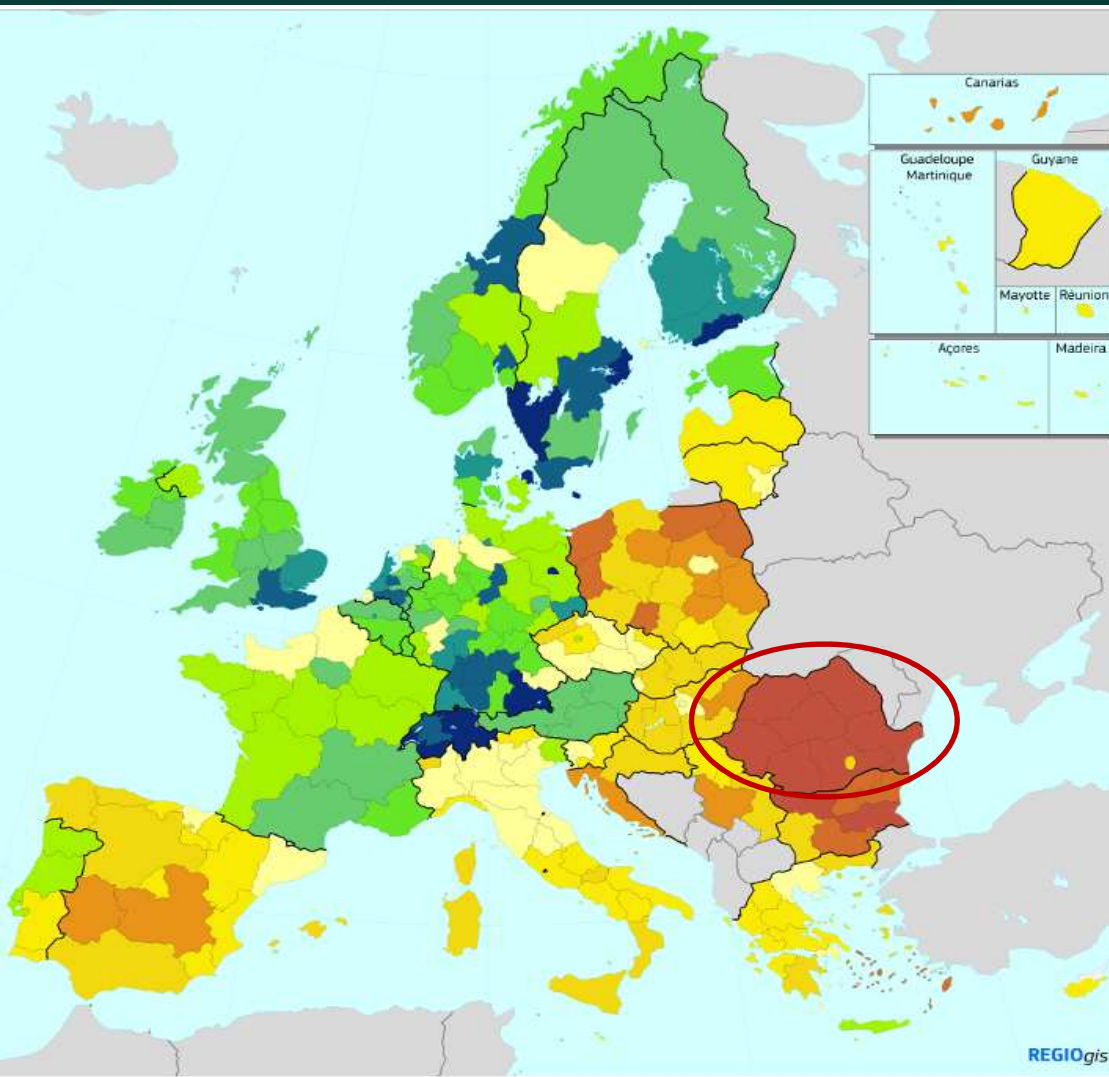 Canarias
Guadeloupe
Martinique
Guyane
Mayotte
Réunion
Açores
Madeira
REGIOgis